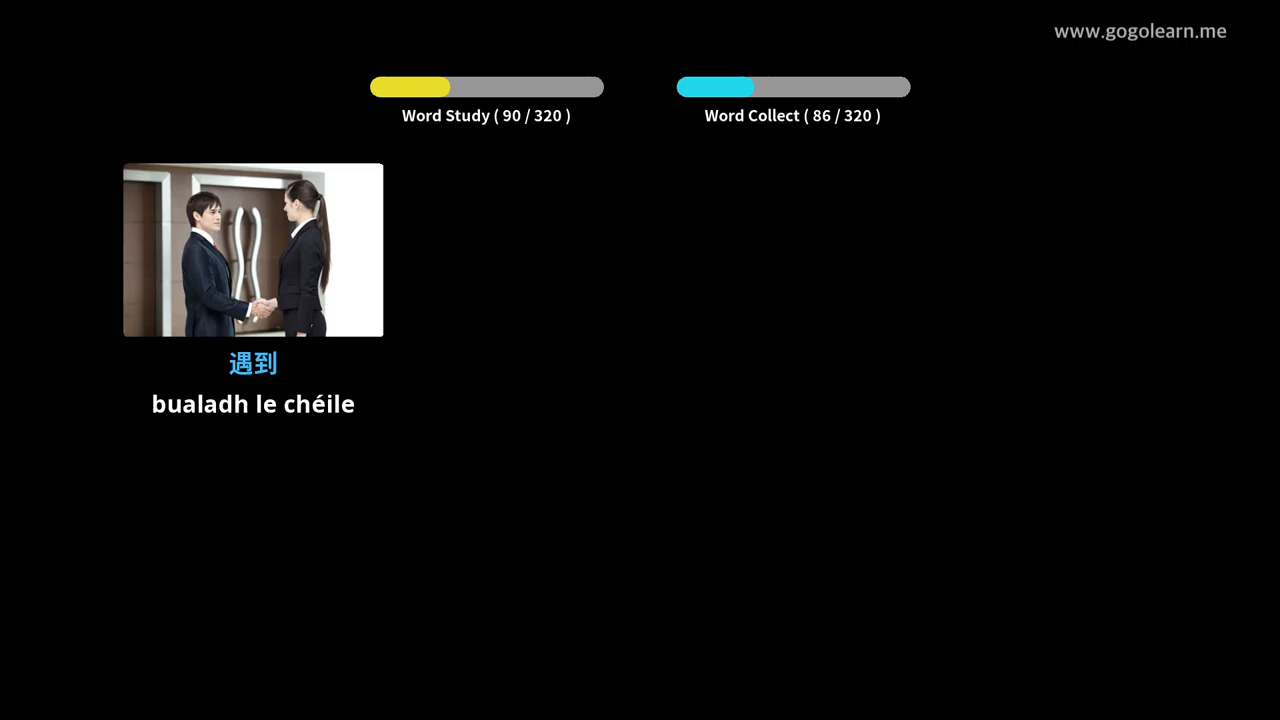 www.gogolearn.me
Word Study ( 90 / 320 )
Word Collect ( 86 / 320 )
遇到
bualadh le chéile